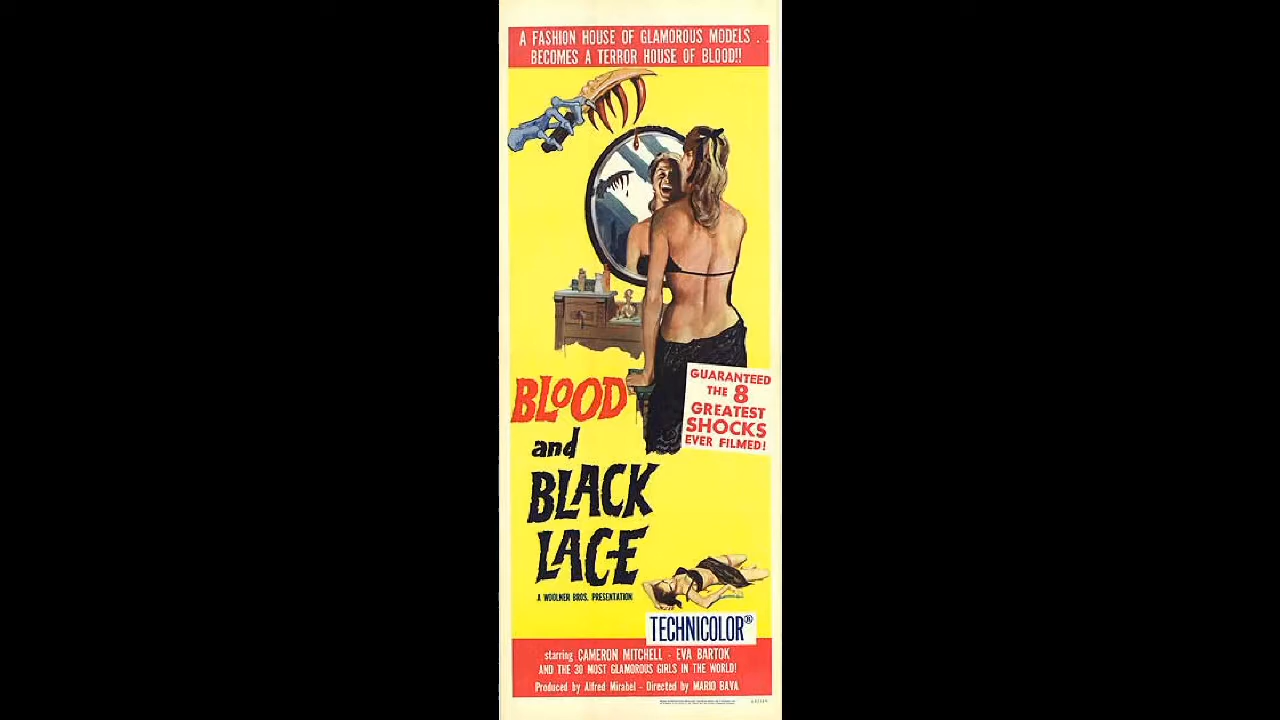 A FASHION HOUSE OF GLAMOROUS MODELS . .
BECOMES A TERROR HOUSE OF BLOOD!!
GUARANTEED
THE 8
GREATEST
SHOCKS
EVER FILMED!
BLOOD
and
BLACK
LACE
A WOOLNER BROS. PRESENTATION
TECHNICOLOR®
starring CAMERON MITCHELL - EVA BARTOK
AND THE 30 MOST GLAMOROUS GIRLS IN THE WORLD!
Produced by Alfred Mirabel - Directed by MARIO BAVA